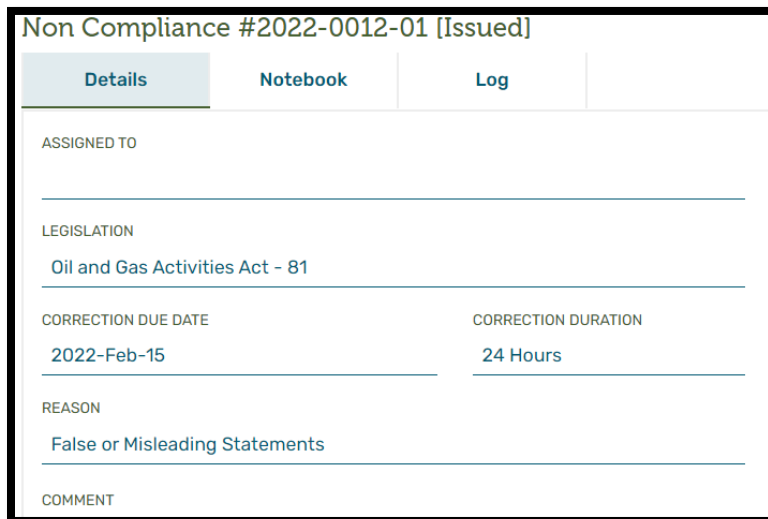 Non Compliance #2022-0012-01 [Issued]
Details Notebook Log
ASSIGNED TO
LEGISLATION
Oil and Gas Activities Act - 81
CORRECTION DUE DATE CORRECTION DURATION
2022-Feb-15 24 Hours
REASON
False or Misleading Statements
COMMENT